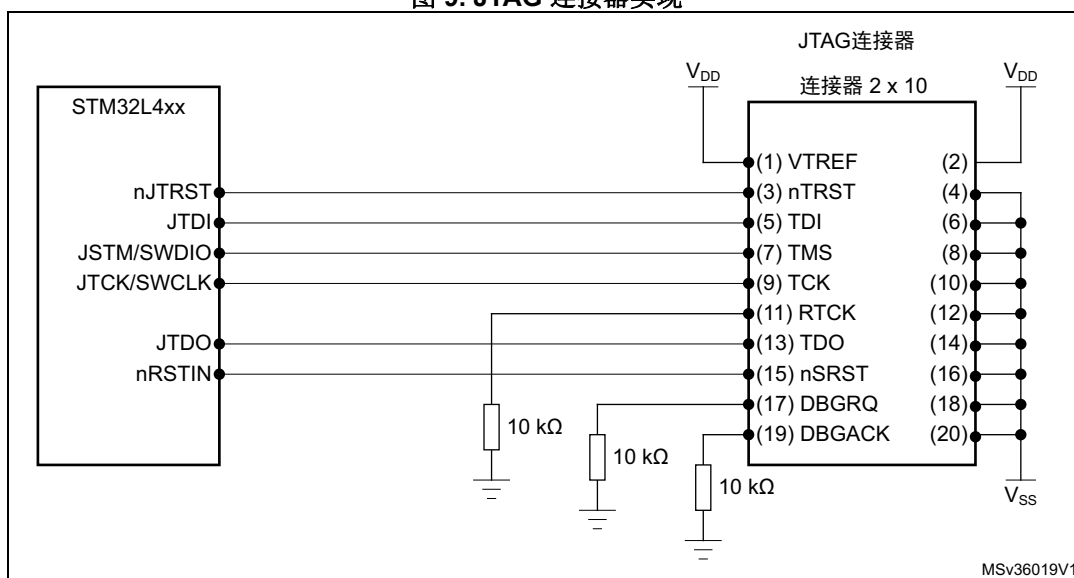 JTAG连接器
V_DD
连接器 2 x 10
V_DD
STM32L4xx
(1) VTREF (2)
nJTRST (3) nTRST (4)
JTDI (5) TDI (6)
JSTM/SWDIO (7) TMS (8)
JTCK/SWCLK (9) TCK (10)
(11) RTCK (12)
JTDO (13) TDO (14)
nRSTIN (15) nSRST (16)
(17) DBGRQ (18)
10 kΩ
(19) DBGACK (20)
10 kΩ
10 kΩ
V_SS
MSv36019V1